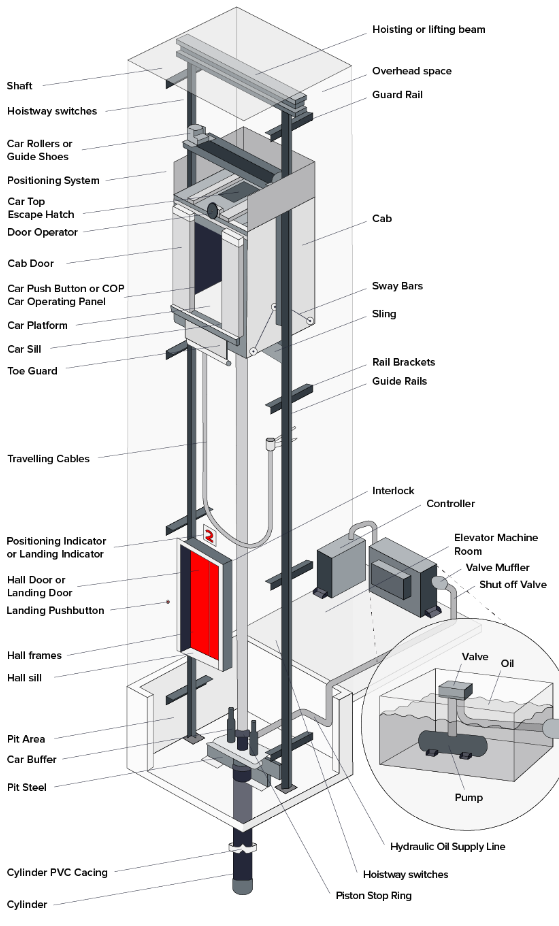 Hoisting or lifting beam
Overhead space
Guard Rail
Shaft
Hoistway switches
Car Rollers or
Guide Shoes
Positioning System
Car Top
Escape Hatch
Door Operator
Cab
Cab Door
Car Push Button or COP
Car Operating Panel
Car Platform
Car Sill
Toe Guard
Sway Bars
Sling
Rail Brackets
Guide Rails
Travelling Cables
Interlock
Controller
Elevator Machine
Room
Valve Muffler
Shut off Valve
Positioning Indicator
or Landing Indicator
2
Hall Door or
Landing Door
Landing Pushbutton
Hall frames
Hall sill
Valve
Oil
Pump
Pit Area
Car Buffer
Pit Steel
Hydraulic Oil Supply Line
Hoistway switches
Piston Stop Ring
Cylinder PVC Cacing
Cylinder